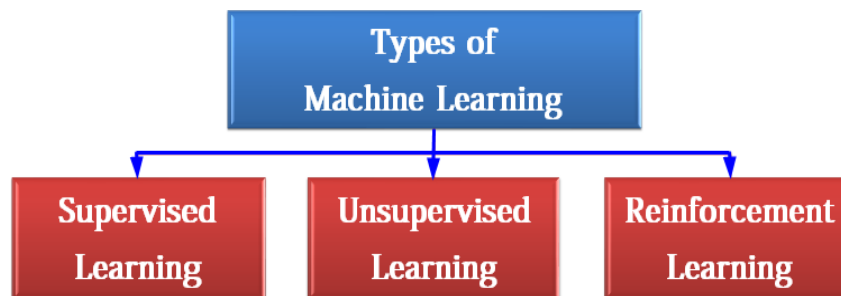 Types of
Machine Learning
Supervised
Learning
Unsupervised
Learning
Reinforcement
Learning